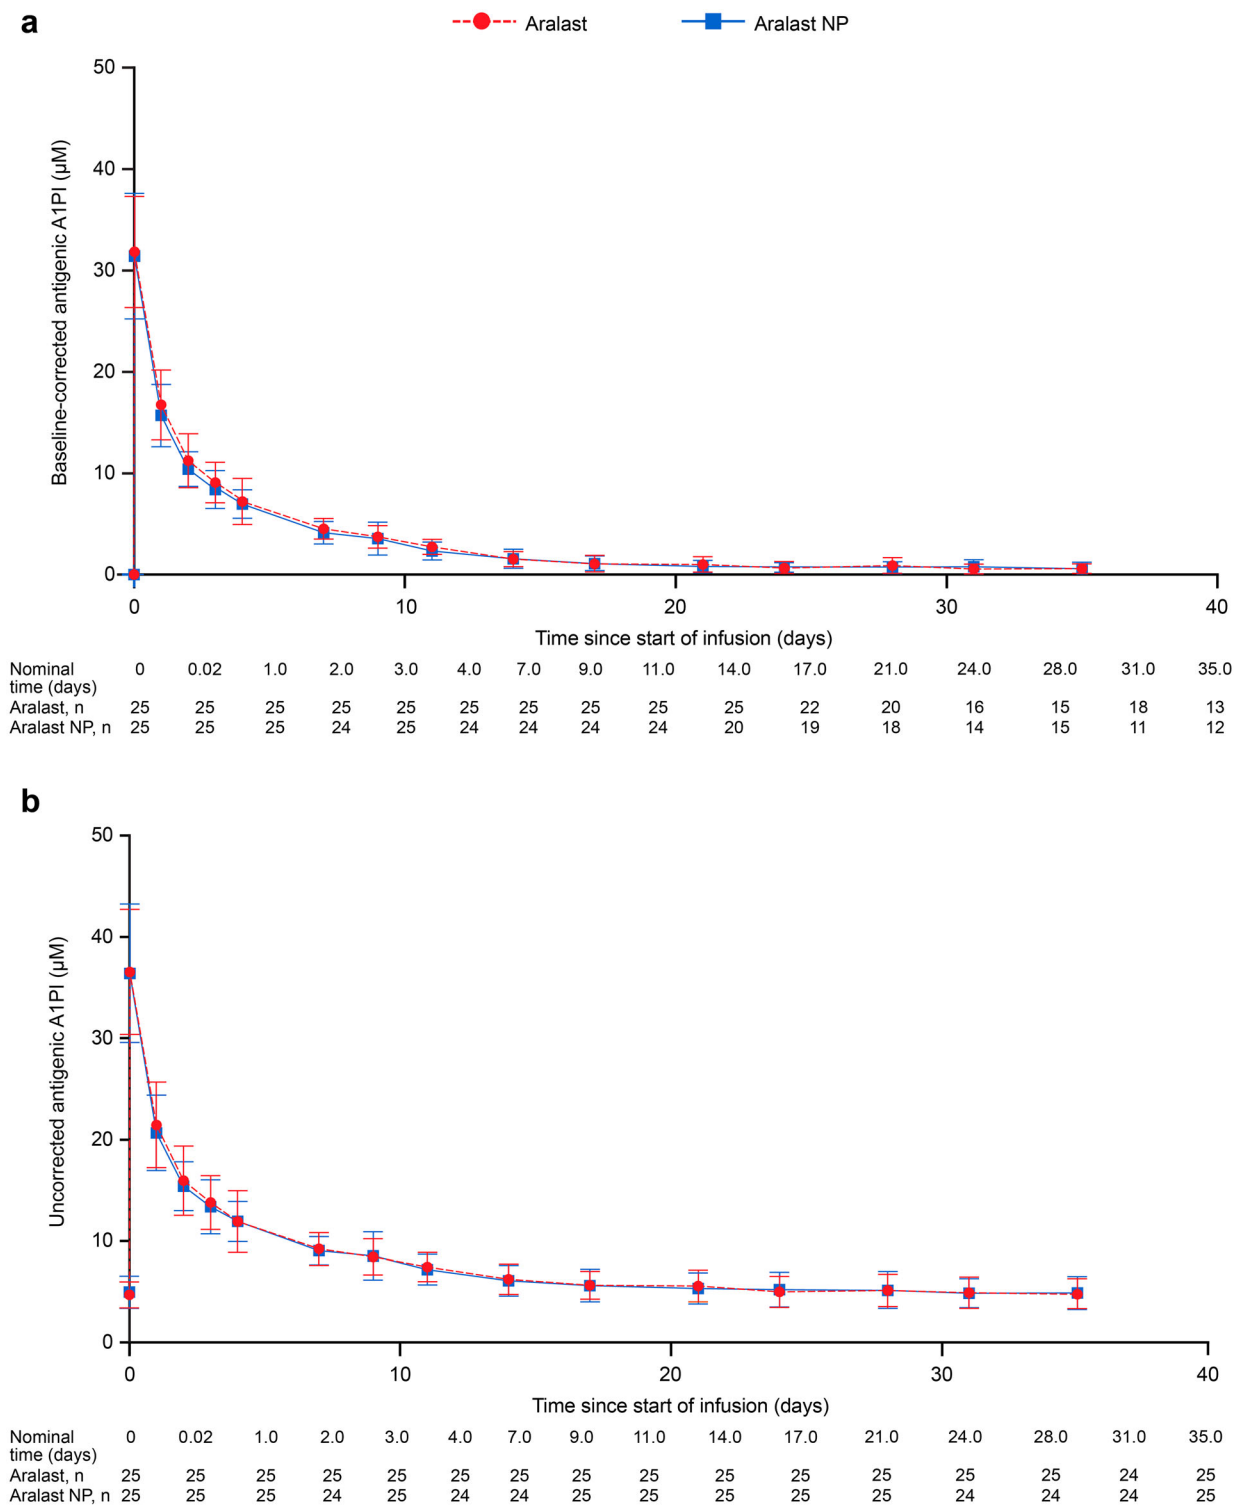 a
Aralast
Aralast NP
Baseline-corrected antigenic A1PI (µM)
50
40
30
20
10
0
0 10 20 30 40
Time since start of infusion (days)
Nominal time (days) 0 0.02 1.0 2.0 3.0 4.0 7.0 9.0 11.0 14.0 17.0 21.0 24.0 28.0 31.0 35.0
Aralast, n 25 25 25 25 25 25 25 25 25 25 22 20 16 15 18 13
Aralast NP, n 25 25 25 24 25 24 24 24 24 20 19 18 14 15 11 12
b
Uncorrected antigenic A1PI (µM)
50
40
30
20
10
0
0 10 20 30 40
Time since start of infusion (days)
Nominal time (days) 0 0.02 1.0 2.0 3.0 4.0 7.0 9.0 11.0 14.0 17.0 21.0 24.0 28.0 31.0 35.0
Aralast, n 25 25 25 25 25 25 25 25 25 25 25 25 25 25 24 25
Aralast NP, n 25 25 25 24 25 24 24 25 25 25 25 25 24 24 24 25